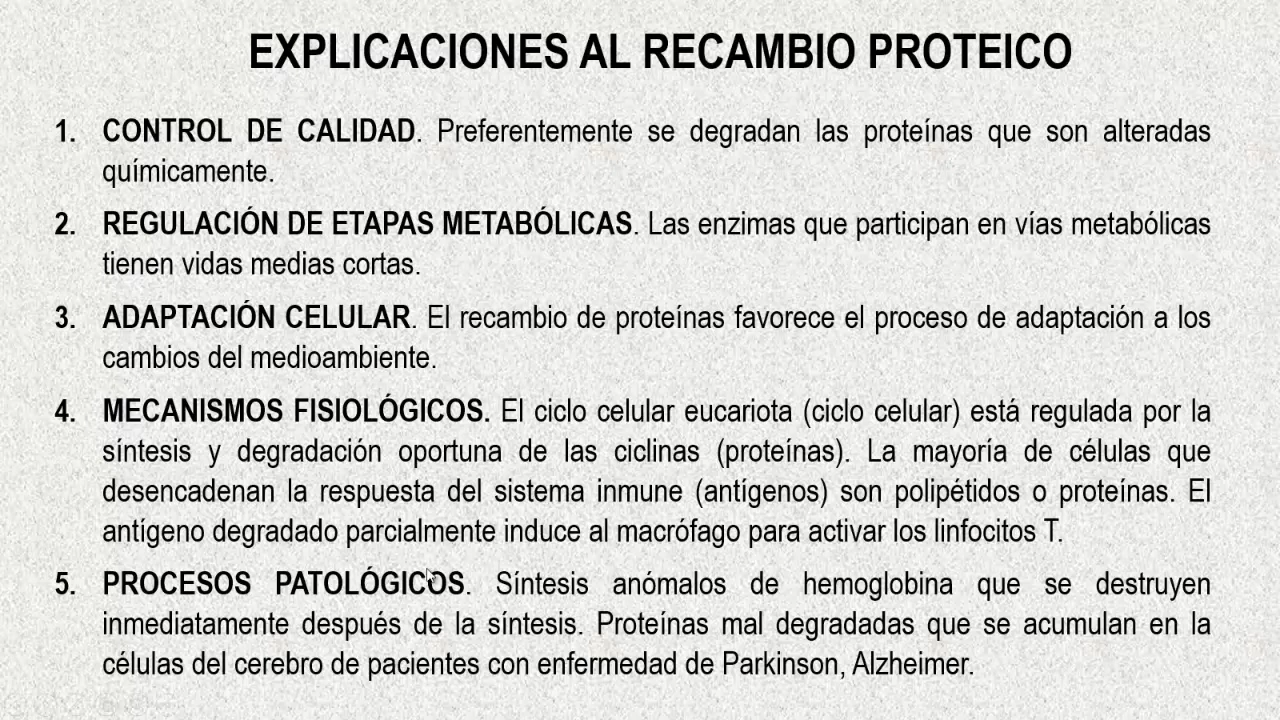 EXPLICACIONES AL RECAMBIO PROTEICO
1. CONTROL DE CALIDAD. Preferentemente se degradan las proteínas que son alteradas
químicamente.
2. REGULACIÓN DE ETAPAS METABÓLICAS. Las enzimas que participan en vías metabólicas
tienen vidas medias cortas.
3. ADAPTACIÓN CELULAR. El recambio de proteínas favorece el proceso de adaptación a los
cambios del medioambiente.
4. MECANISMOS FISIOLÓGICOS. El ciclo celular eucariota (ciclo celular) está regulada por la
síntesis y degradación oportuna de las ciclinas (proteínas). La mayoría de células que
desencadenan la respuesta del sistema inmune (antígenos) son polipétidos o proteínas. El
antígeno degradado parcialmente induce al macrófago para activar los linfocitos T.
5. PROCESOS PATOLÓGICOS. Síntesis anómalos de hemoglobina que se destruyen
inmediatamente después de la síntesis. Proteínas mal degradadas que se acumulan en la
células del cerebro de pacientes con enfermedad de Parkinson, Alzheimer.